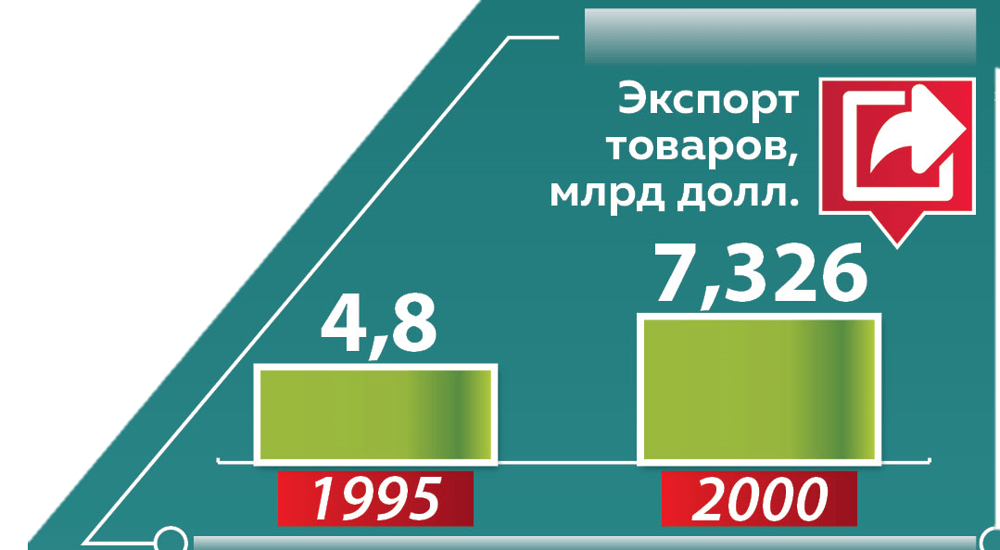 Экспорт
товаров,
млрд долл.
7,326
4,8
1995
2000